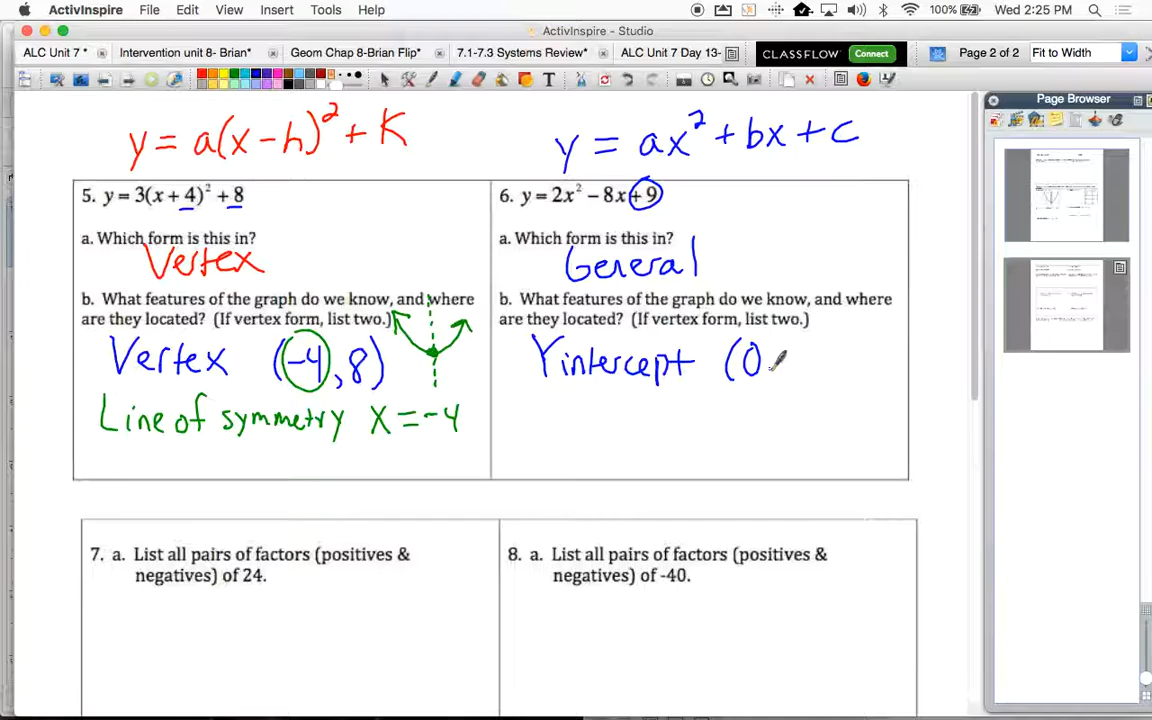 ActivInspire File Edit View Insert Tools Help 100% Wed 2:25 PM
ActivInspire - Studio
ALC Unit 7 * Intervention unit 8- Brian* Geom Chap 8-Brian Flip* 7.1-7.3 Systems Review* ALC Unit 7 Day 13- CLASSFLOW Connect Page 2 of 2 Fit to Width
Page Browser
y = a(x-h)² + K
y = ax² + bx + c
5. y = 3(x + 4)² + 8
a. Which form is this in?
Vertex
b. What features of the graph do we know, and where
are they located? (If vertex form, list two.)
Vertex (-4, 8)
Line of symmetry X = -4
6. y = 2x² – 8x + 9
a. Which form is this in?
General
b. What features of the graph do we know, and where
are they located? (If vertex form, list two.)
Yintercept (0
7. a. List all pairs of factors (positives &
negatives) of 24.
8. a. List all pairs of factors (positives &
negatives) of -40.